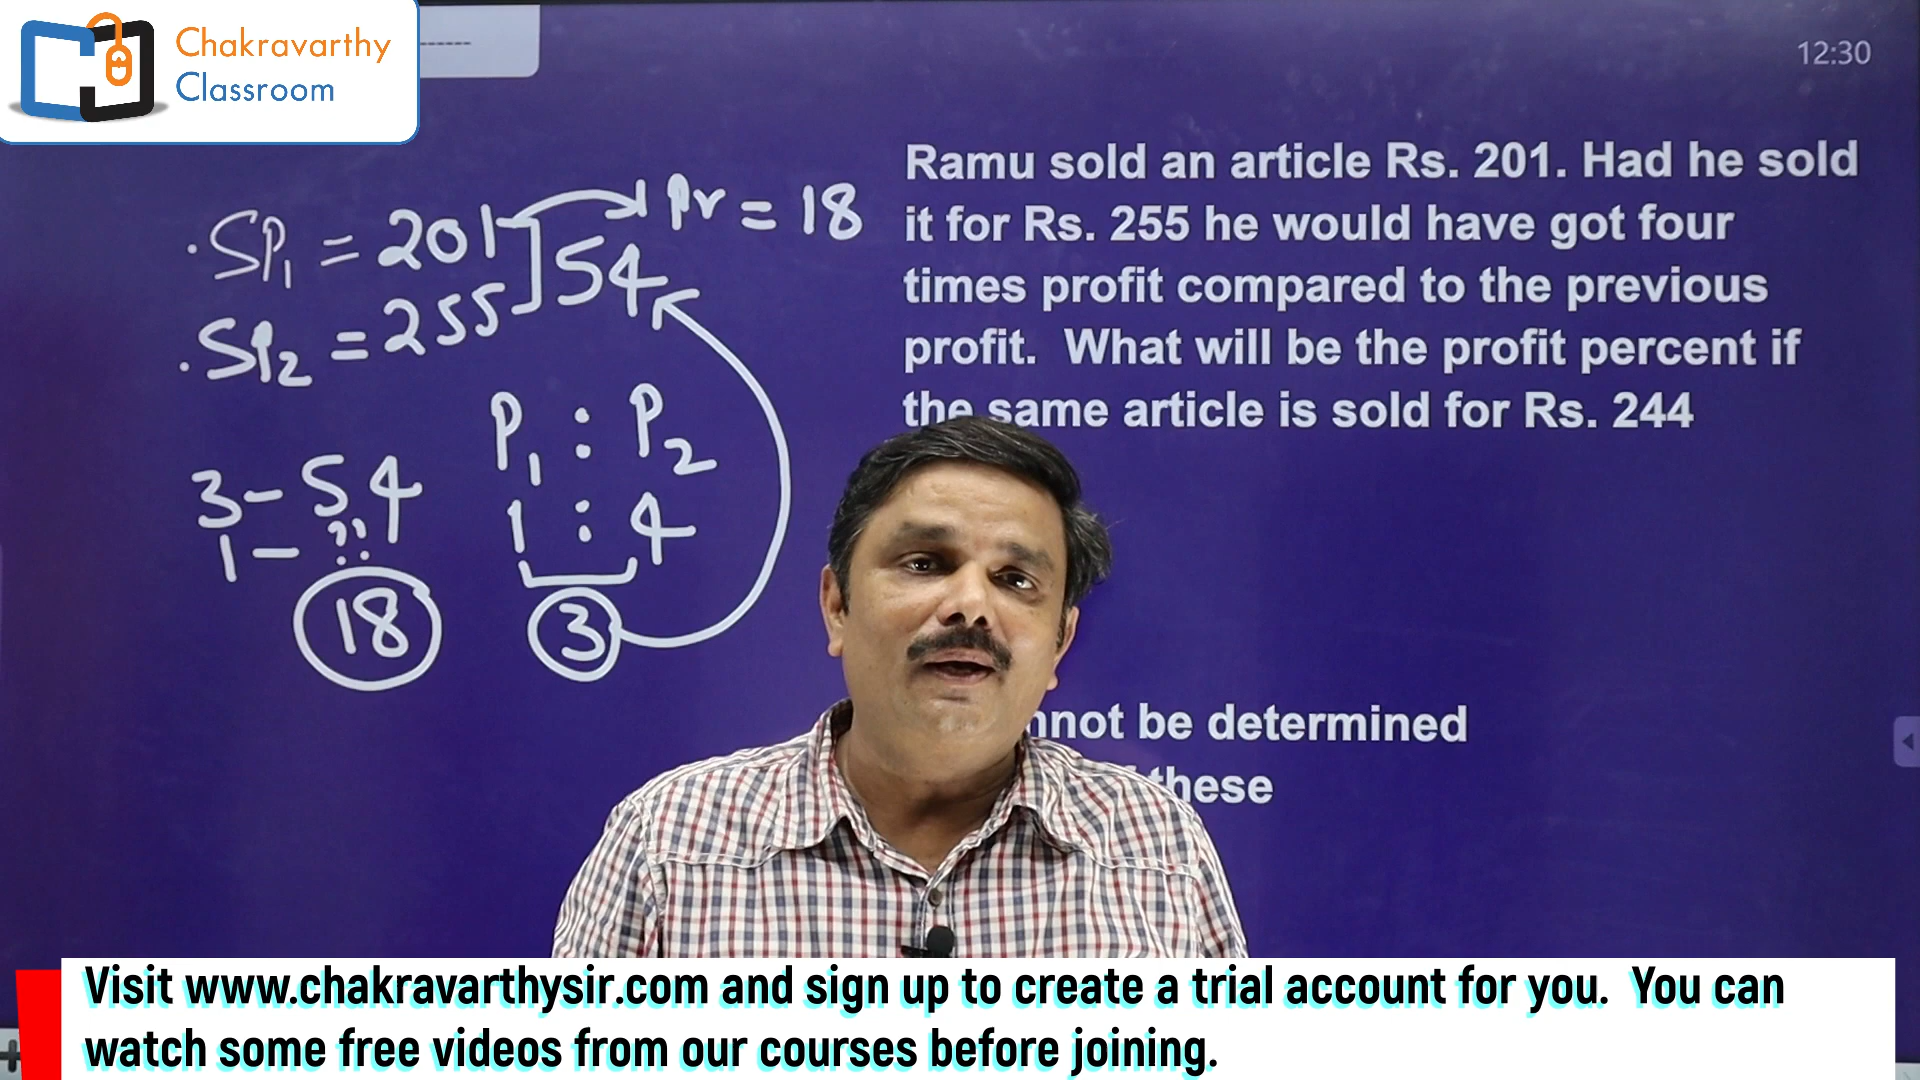 Chakravarthy
Classroom
12:30
Ramu sold an article Rs. 201. Had he sold
it for Rs. 255 he would have got four
times profit compared to the previous
profit. What will be the profit percent if
the same article is sold for Rs. 244
be determined
these
SP1 = 201 ] 54 Pr = 18
SP2 = 255
P1 : P2
1 : 4
3
3 - 54
1 - ??
18
Visit www.chakravarthysir.com and sign up to create a trial account for you. You can
watch some free videos from our courses before joining.